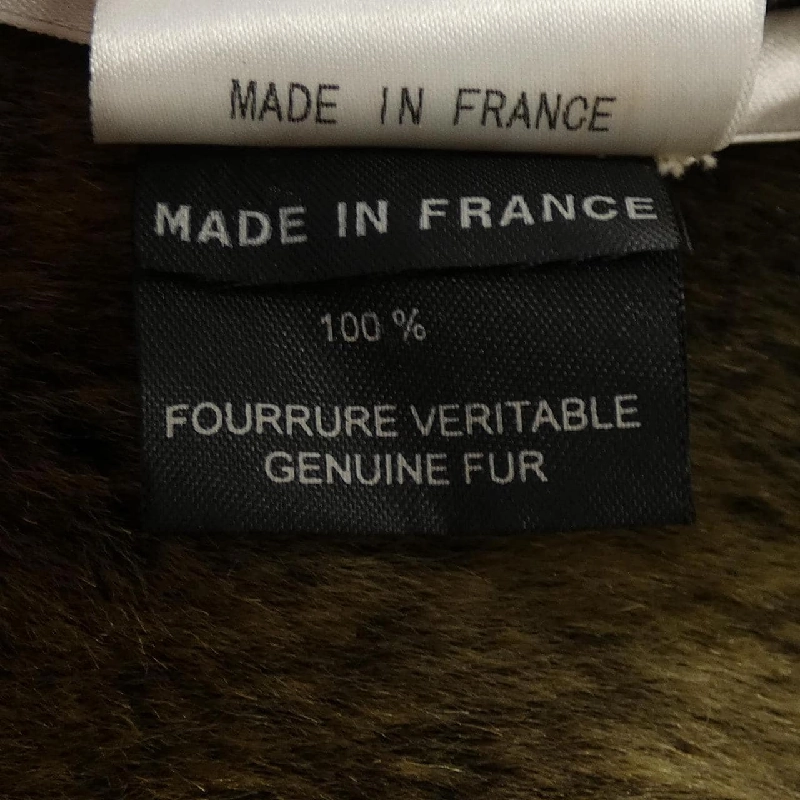 MADE IN FRANCE
MADE IN FRANCE
100 %
FOURRURE VERITABLE
GENUINE FUR